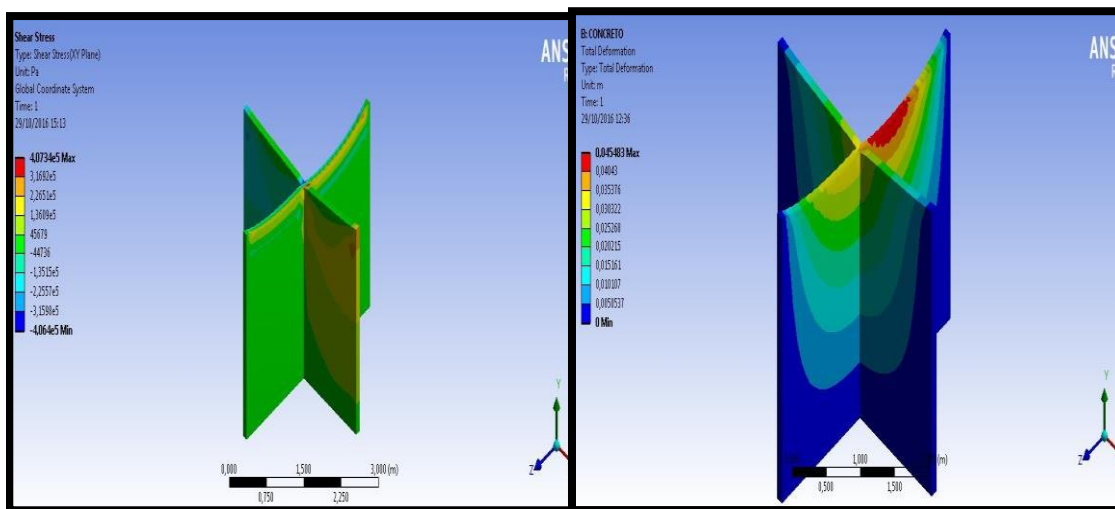 Shear Stress
Type: Shear Stress(XY Plane)
Unit: Pa
Global Coordinate System
Time: 1
29/10/2016 15:13
4,0734e5 Max
3,1692e5
2,2651e5
1,3609e5
45679
-44736
-1,3515e5
-2,2557e5
-3,1598e5
-4,064e5 Min
ANS
0,000
1,500
3,000 (m)
0,750
2,250
Y
Z
B: CONCRETO
Total Deformation
Type: Total Deformation
Unit: m
Time: 1
29/10/2016 12:36
0,045483 Max
0,04043
0,035376
0,030322
0,025268
0,020215
0,015161
0,010107
0,0050537
0 Min
ANS
1,000
(m)
0,500
1,500
Y
Z